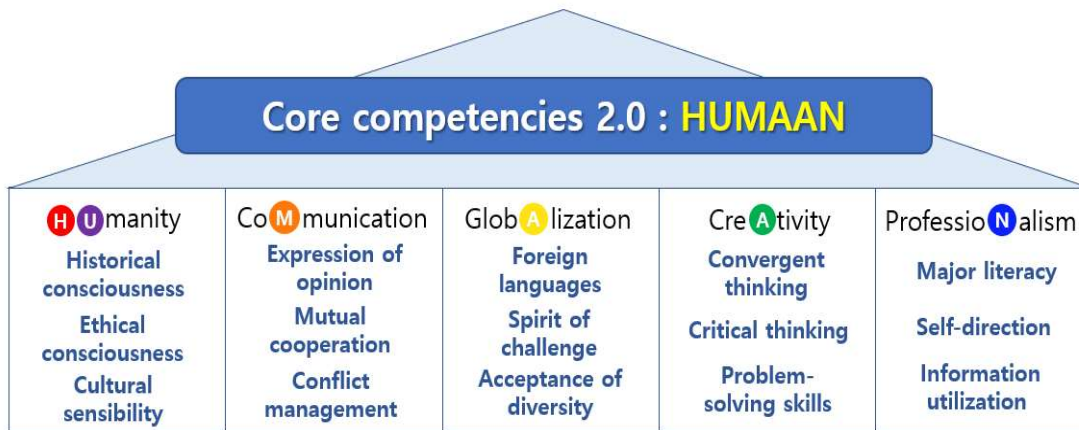 Core competencies 2.0 : HUMAAN
HUmanity
Historical
consciousness
Ethical
consciousness
Cultural
sensibility
CoMmunication
Expression of
opinion
Mutual
cooperation
Conflict
management
GlobAlization
Foreign
languages
Spirit of
challenge
Acceptance of
diversity
CreAtivity
Convergent
thinking
Critical thinking
Problem-
solving skills
ProfessioNalism
Major literacy
Self-direction
Information
utilization